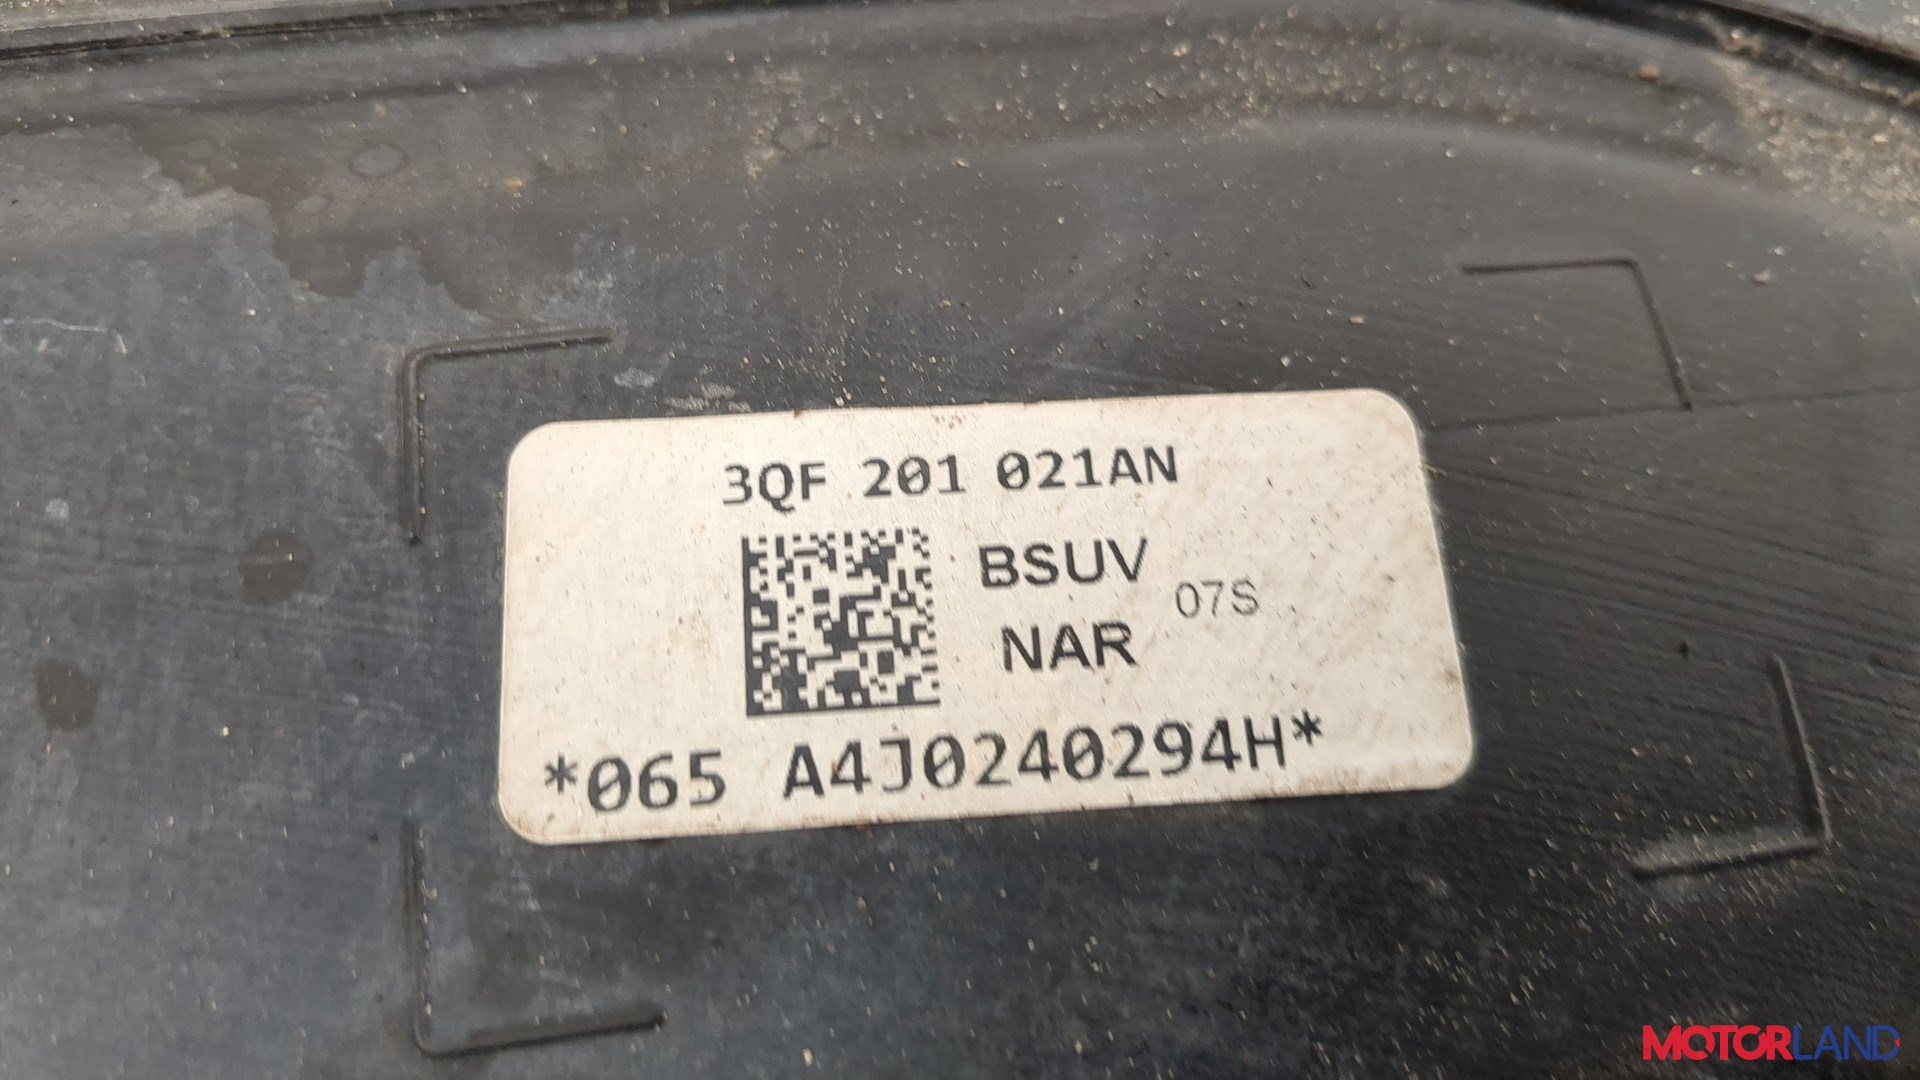 3QF 201 021AN
BSUV
07S
NAR
*065 A4J0240294H*
MOTORLAND